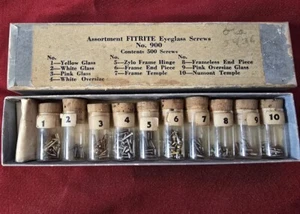 Assortment FITRITE Eyeglass Screws
No. 900
Contents 500 Screws
No.
1—Yellow Glass
2—White Glass
3—Pink Glass
4—White Oversize
No.
5—Zylo Frame Hinge
6—Frame End Piece
7—Frame Temple
No.
8—Frameless End Piece
9—Pink Oversize Glass
10—Numont Temple
1 2 3 4 5 6 7 8 9 10